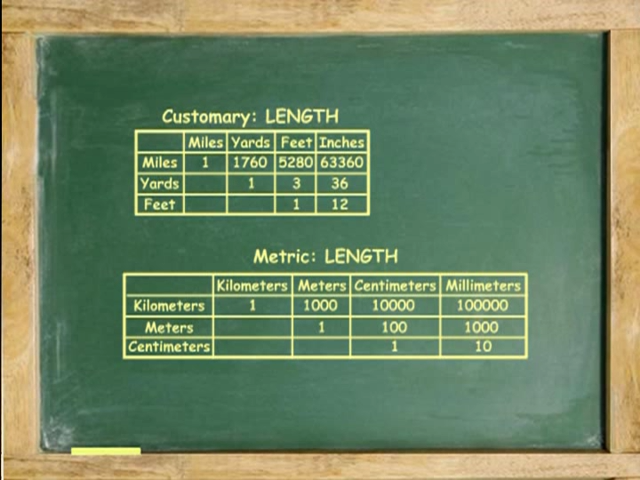 Customary: LENGTH
Miles Yards Feet Inches
Miles 1 1760 5280 63360
Yards 1 3 36
Feet 1 12
Metric: LENGTH
Kilometers Meters Centimeters Millimeters
Kilometers 1 1000 10000 100000
Meters 1 100 1000
Centimeters 1 10